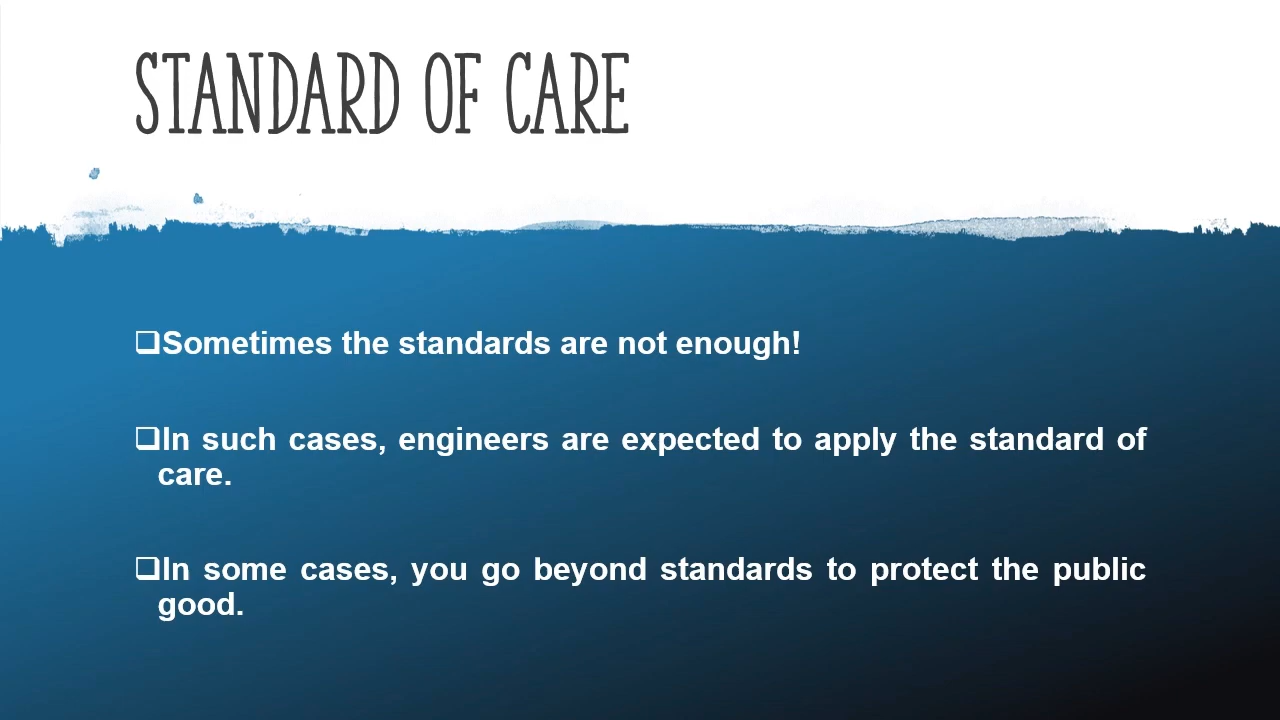 STANDARD OF CARE
❑Sometimes the standards are not enough!
❑In such cases, engineers are expected to apply the standard of
care.
❑In some cases, you go beyond standards to protect the public
good.